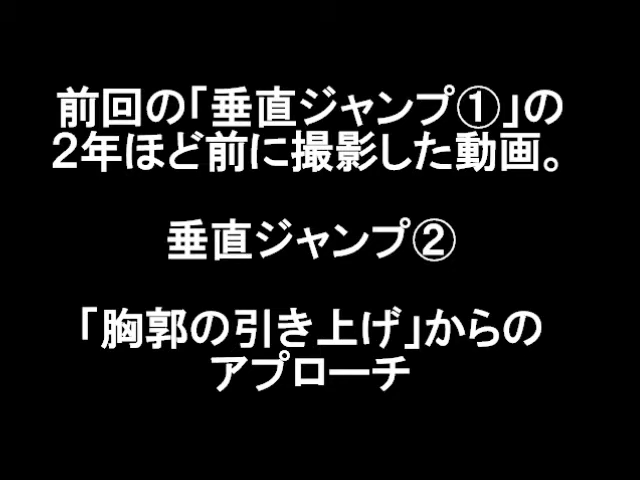 前回の「垂直ジャンプ①」の
２年ほど前に撮影した動画。
垂直ジャンプ②
「胸郭の引き上げ」からの
アプローチ